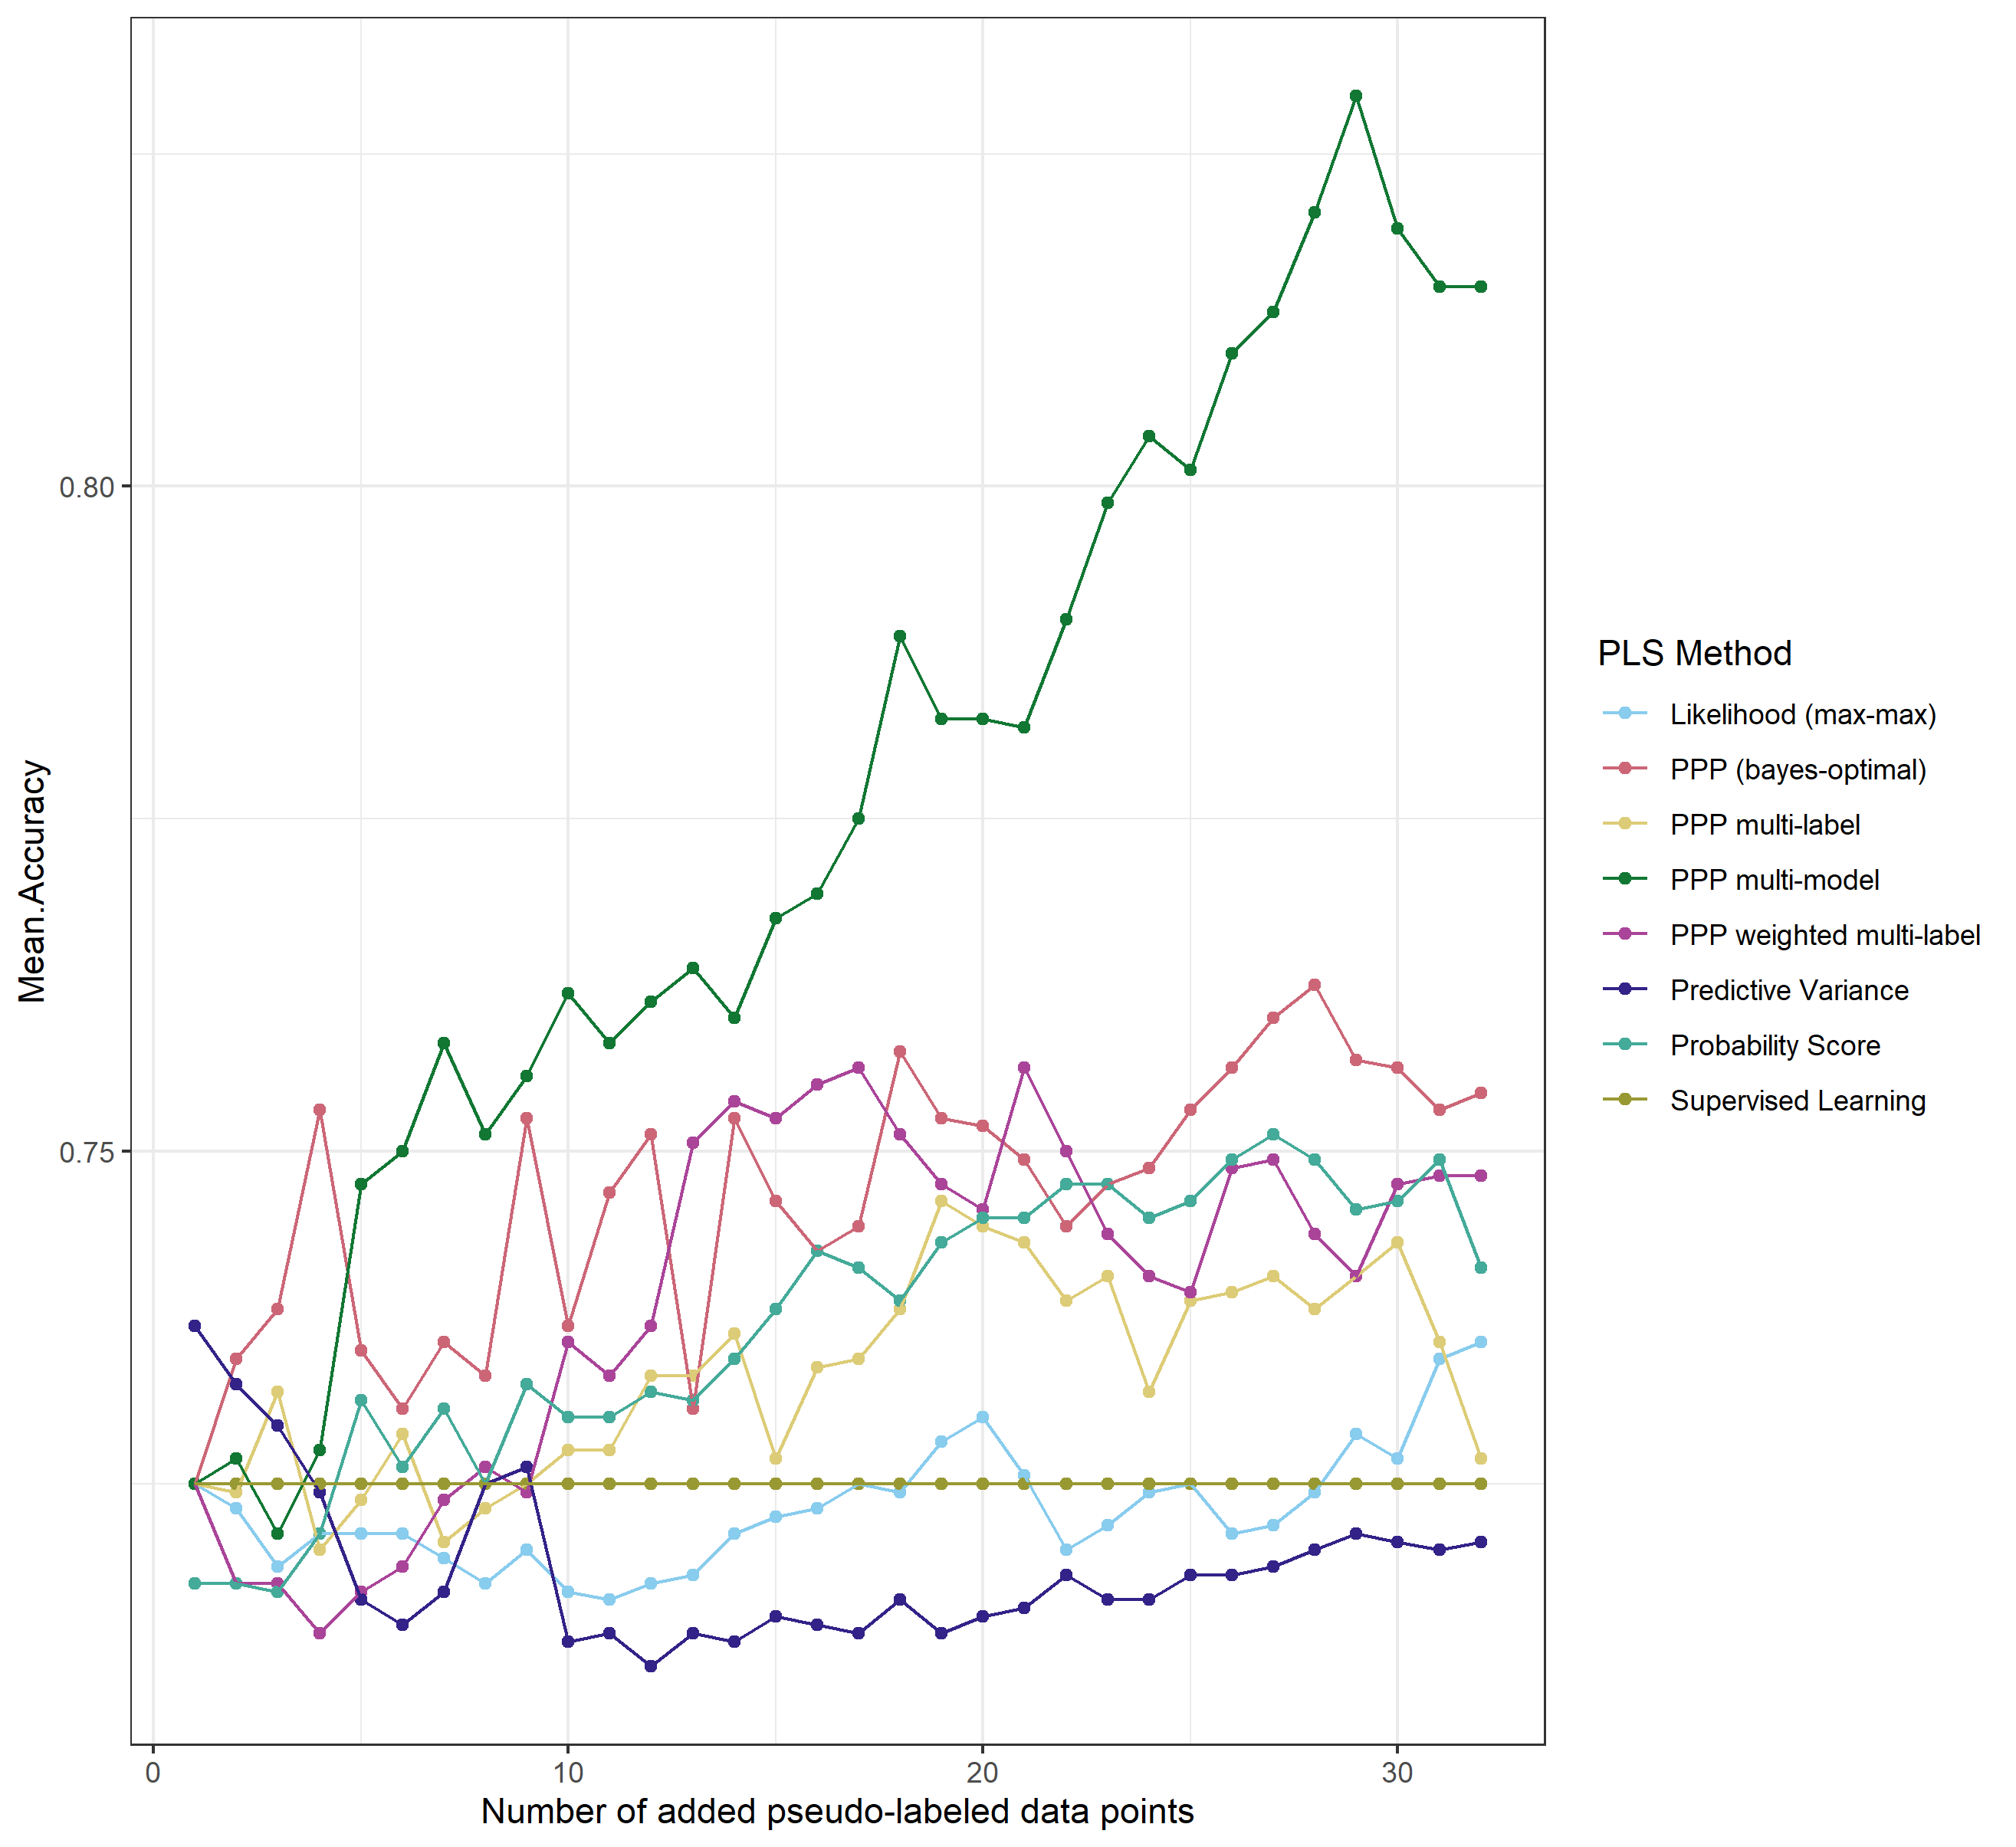 Mean.Accuracy
0.80
0.75
0
10
20
30
Number of added pseudo-labeled data points
PLS Method
Likelihood (max-max)
PPP (bayes-optimal)
PPP multi-label
PPP multi-model
PPP weighted multi-label
Predictive Variance
Probability Score
Supervised Learning